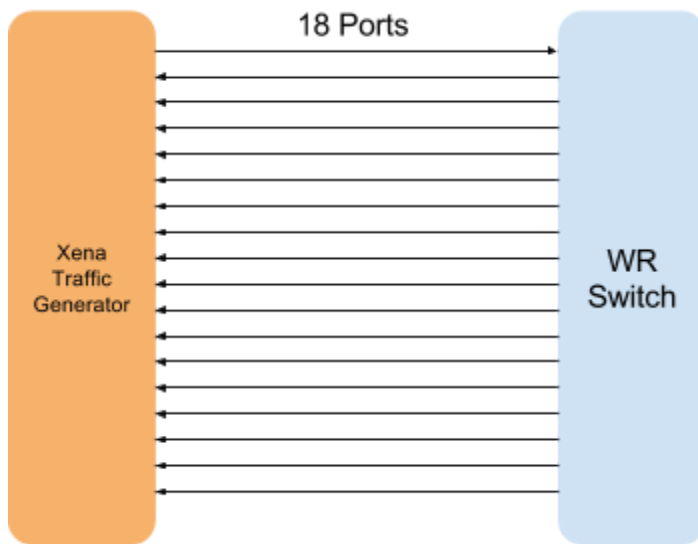 18 Ports
Xena
Traffic
Generator
WR
Switch